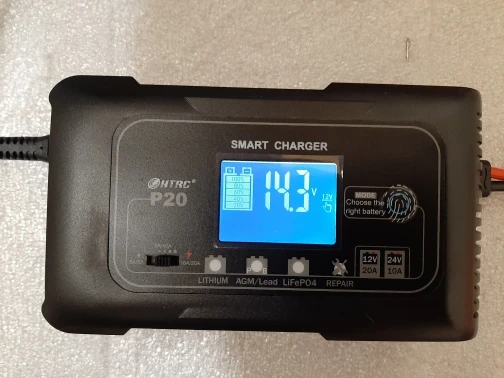 SMART CHARGER
HTRC®
P20
14.3 V
12V
MODE
Choose the
right battery
12V
20A
24V
10A
LITHIUM AGM/Lead LiFePO4 REPAIR